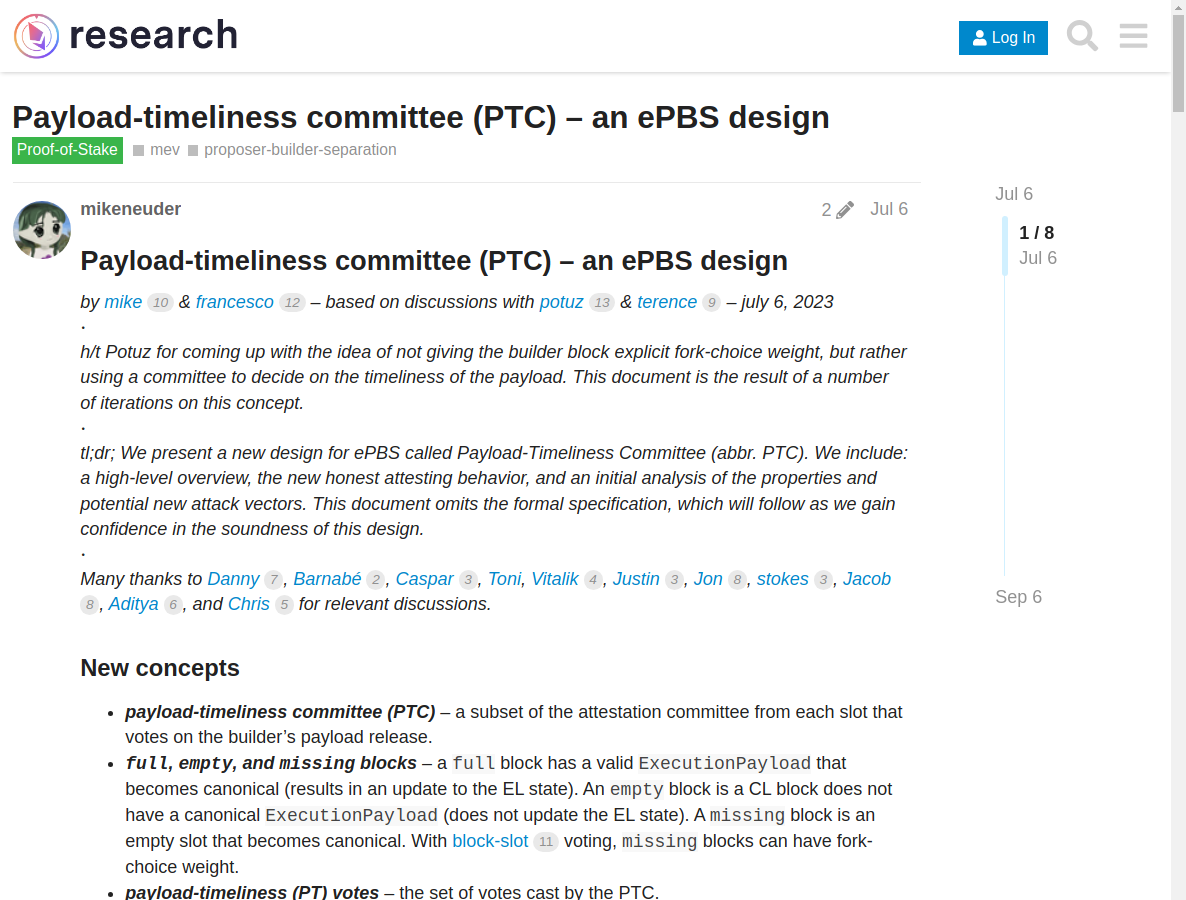 research
Log In
Payload-timeliness committee (PTC) – an ePBS design
Proof-of-Stake mev proposer-builder-separation
mikeneuder 2 Jul 6
Payload-timeliness committee (PTC) – an ePBS design
by mike 10 & francesco 12 – based on discussions with potuz 13 & terence 9 – july 6, 2023
·
h/t Potuz for coming up with the idea of not giving the builder block explicit fork-choice weight, but rather
using a committee to decide on the timeliness of the payload. This document is the result of a number
of iterations on this concept.
·
tl;dr; We present a new design for ePBS called Payload-Timeliness Committee (abbr. PTC). We include:
a high-level overview, the new honest attesting behavior, and an initial analysis of the properties and
potential new attack vectors. This document omits the formal specification, which will follow as we gain
confidence in the soundness of this design.
·
Many thanks to Danny 7, Barnabé 2, Caspar 3, Toni, Vitalik 4, Justin 3, Jon 8, stokes 3, Jacob
8, Aditya 6, and Chris 5 for relevant discussions.
New concepts
• payload-timeliness committee (PTC) – a subset of the attestation committee from each slot that
votes on the builder’s payload release.
• full, empty, and missing blocks – a full block has a valid ExecutionPayload that
becomes canonical (results in an update to the EL state). An empty block is a CL block does not
have a canonical ExecutionPayload (does not update the EL state). A missing block is an
empty slot that becomes canonical. With block-slot 11 voting, missing blocks can have fork-
choice weight.
• payload-timeliness (PT) votes – the set of votes cast by the PTC.
Jul 6
1 / 8
Jul 6
Sep 6